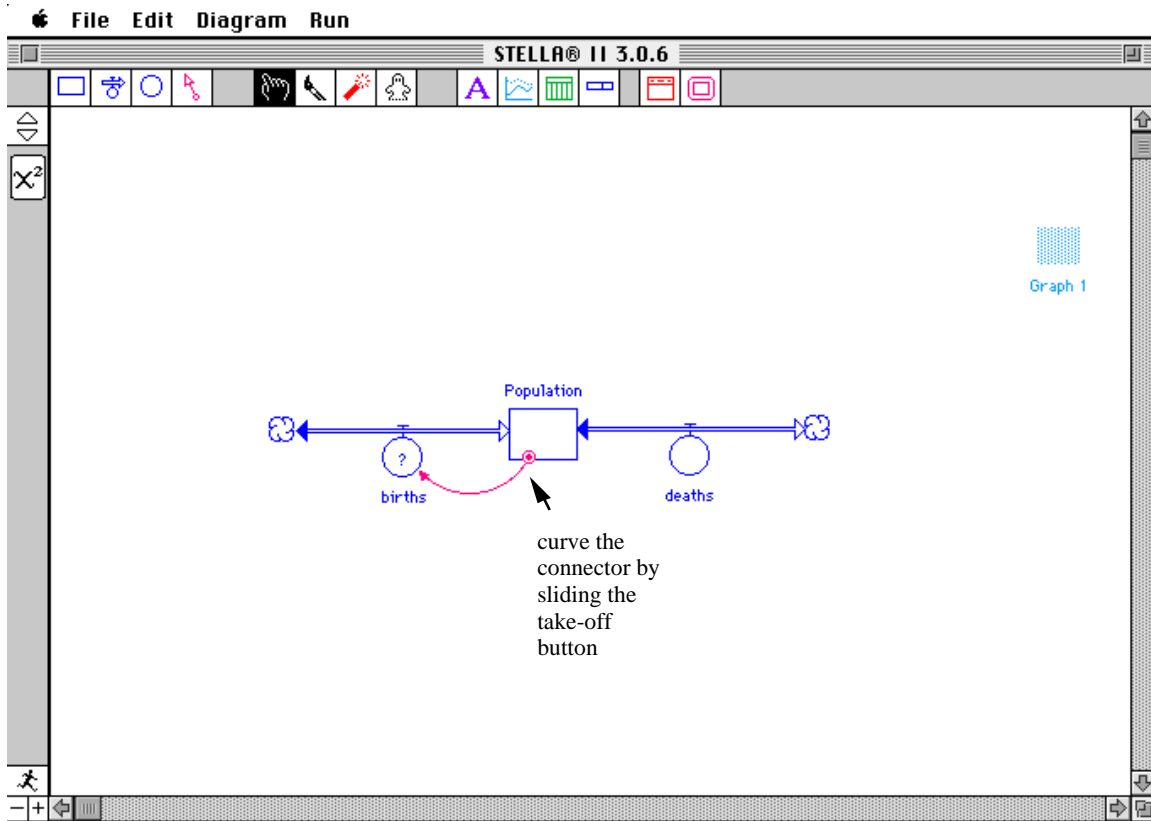 File Edit Diagram Run
STELLA® II 3.0.6
A
X²
Graph 1
Population
?
births
deaths
curve the
connector by
sliding the
take-off
button
− +